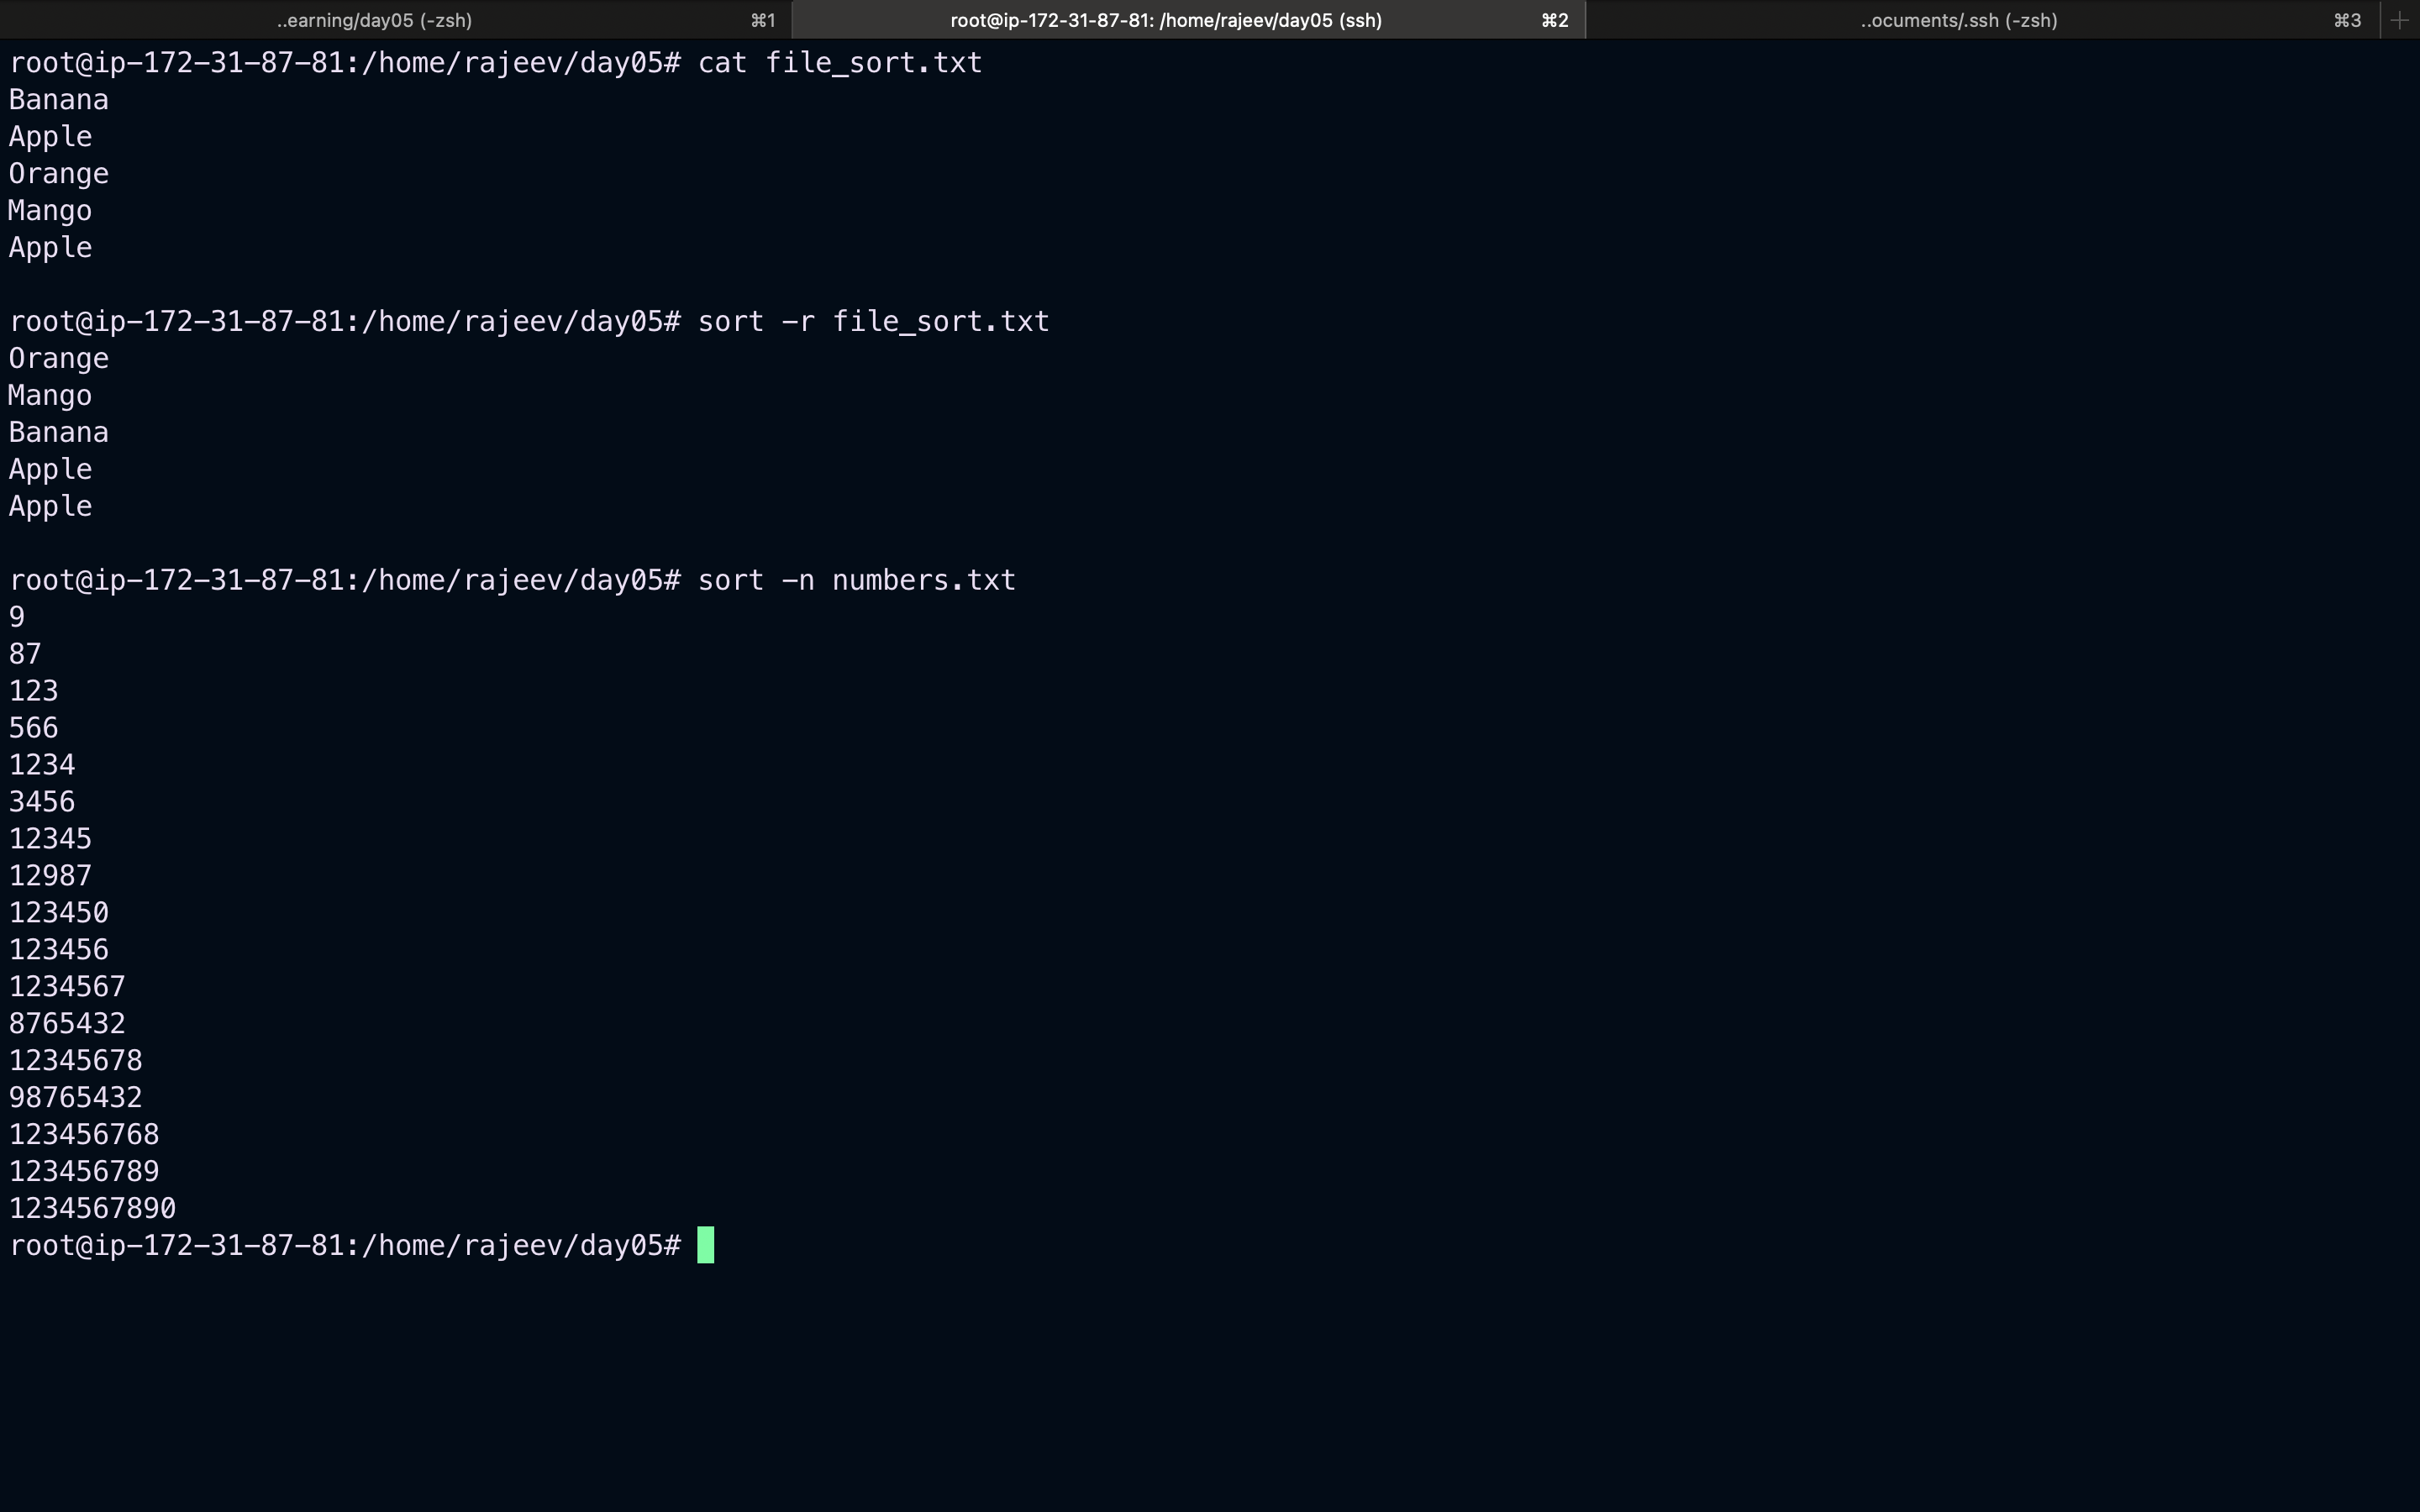 ..earning/day05 (-zsh) ⌘1 root@ip-172-31-87-81: /home/rajeev/day05 (ssh) ⌘2 ..ocuments/.ssh (-zsh) ⌘3 +
root@ip-172-31-87-81:/home/rajeev/day05# cat file_sort.txt
Banana
Apple
Orange
Mango
Apple

root@ip-172-31-87-81:/home/rajeev/day05# sort -r file_sort.txt
Orange
Mango
Banana
Apple
Apple

root@ip-172-31-87-81:/home/rajeev/day05# sort -n numbers.txt
9
87
123
566
1234
3456
12345
12987
123450
123456
1234567
8765432
12345678
98765432
123456768
123456789
1234567890
root@ip-172-31-87-81:/home/rajeev/day05#